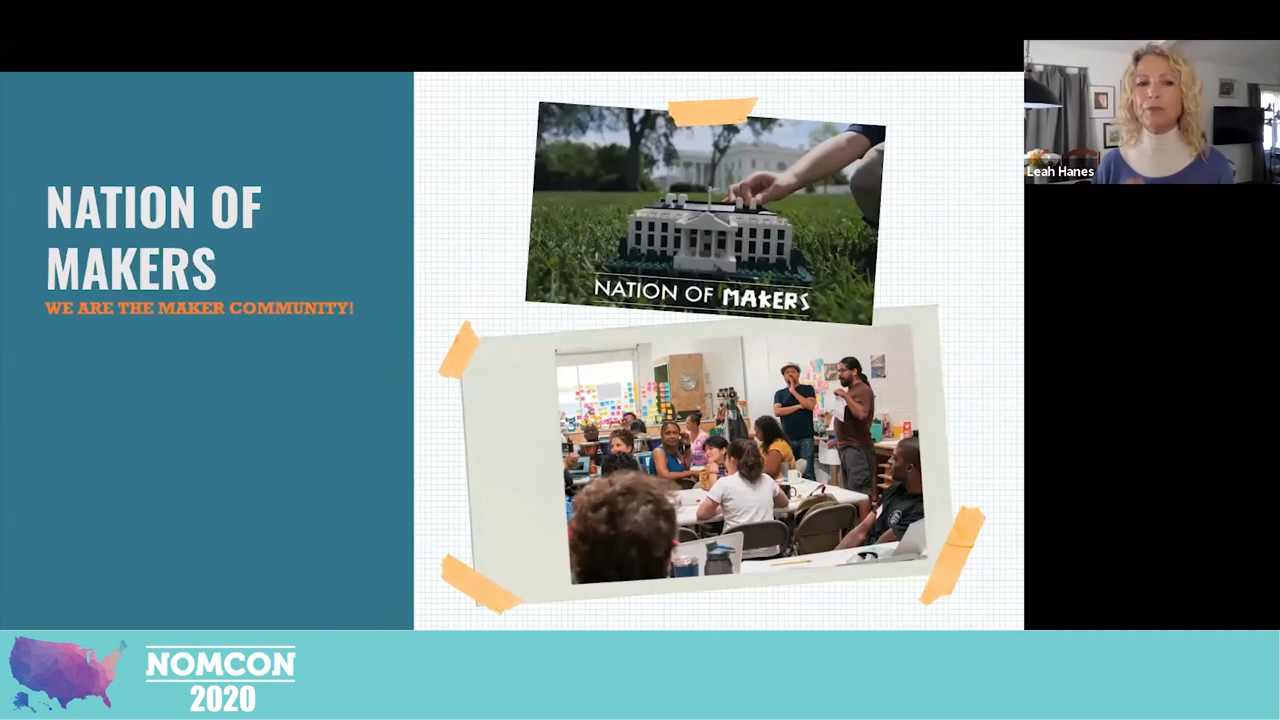 NATION OF
MAKERS
WE ARE THE MAKER COMMUNITY!
NATION OF MAKERS
Leah Hanes
NOMCON
2020